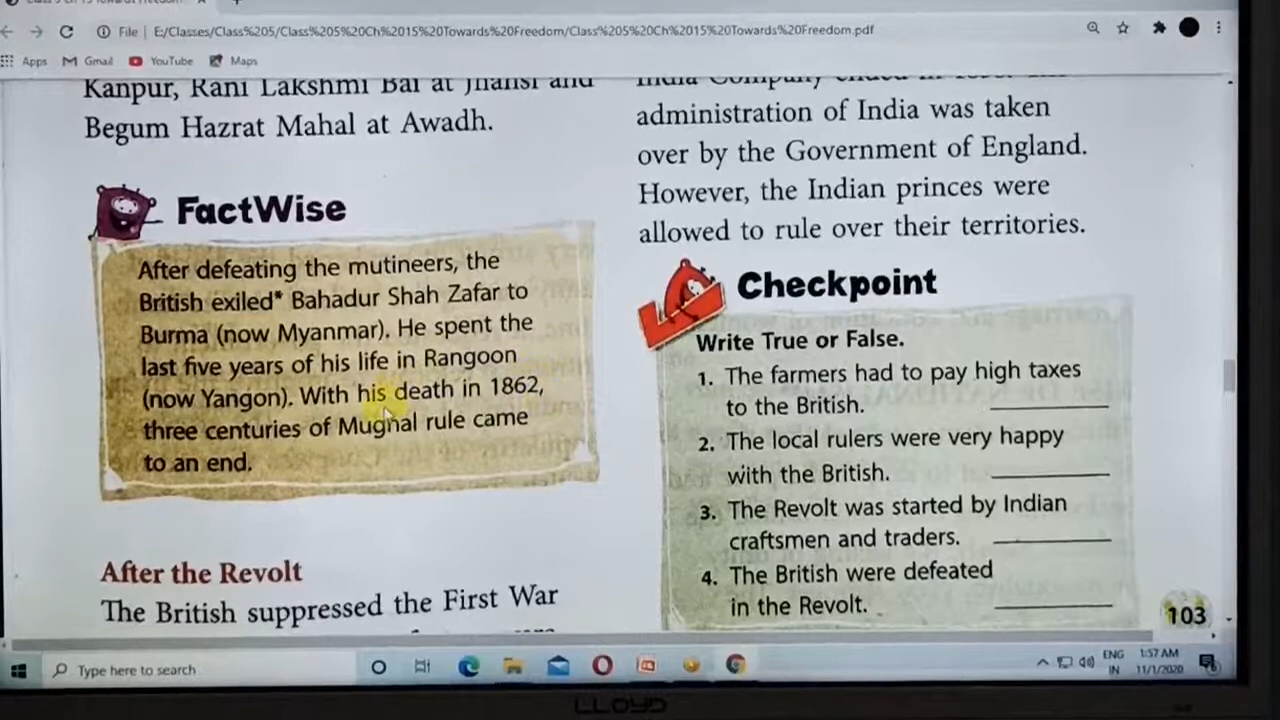 File | E:/Classes/Class%205/Class%205%20Ch%2015%20Towards%20Freedom/Class%205%20Ch%2015%20Towards%20Freedom.pdf
Apps Gmail YouTube Maps
Kanpur, Rani Lakshmi Bai at Jhansi and
Begum Hazrat Mahal at Awadh.
FactWise
After defeating the mutineers, the
British exiled* Bahadur Shah Zafar to
Burma (now Myanmar). He spent the
last five years of his life in Rangoon
(now Yangon). With his death in 1862,
three centuries of Mughal rule came
to an end.
After the Revolt
The British suppressed the First War
India Company ended in
administration of India was taken
over by the Government of England.
However, the Indian princes were
allowed to rule over their territories.
Checkpoint
Write True or False.
1. The farmers had to pay high taxes
to the British.
2. The local rulers were very happy
with the British.
3. The Revolt was started by Indian
craftsmen and traders.
4. The British were defeated
in the Revolt.
103
Type here to search
ENG
IN
1:57 AM
11/1/2020
LLOYD